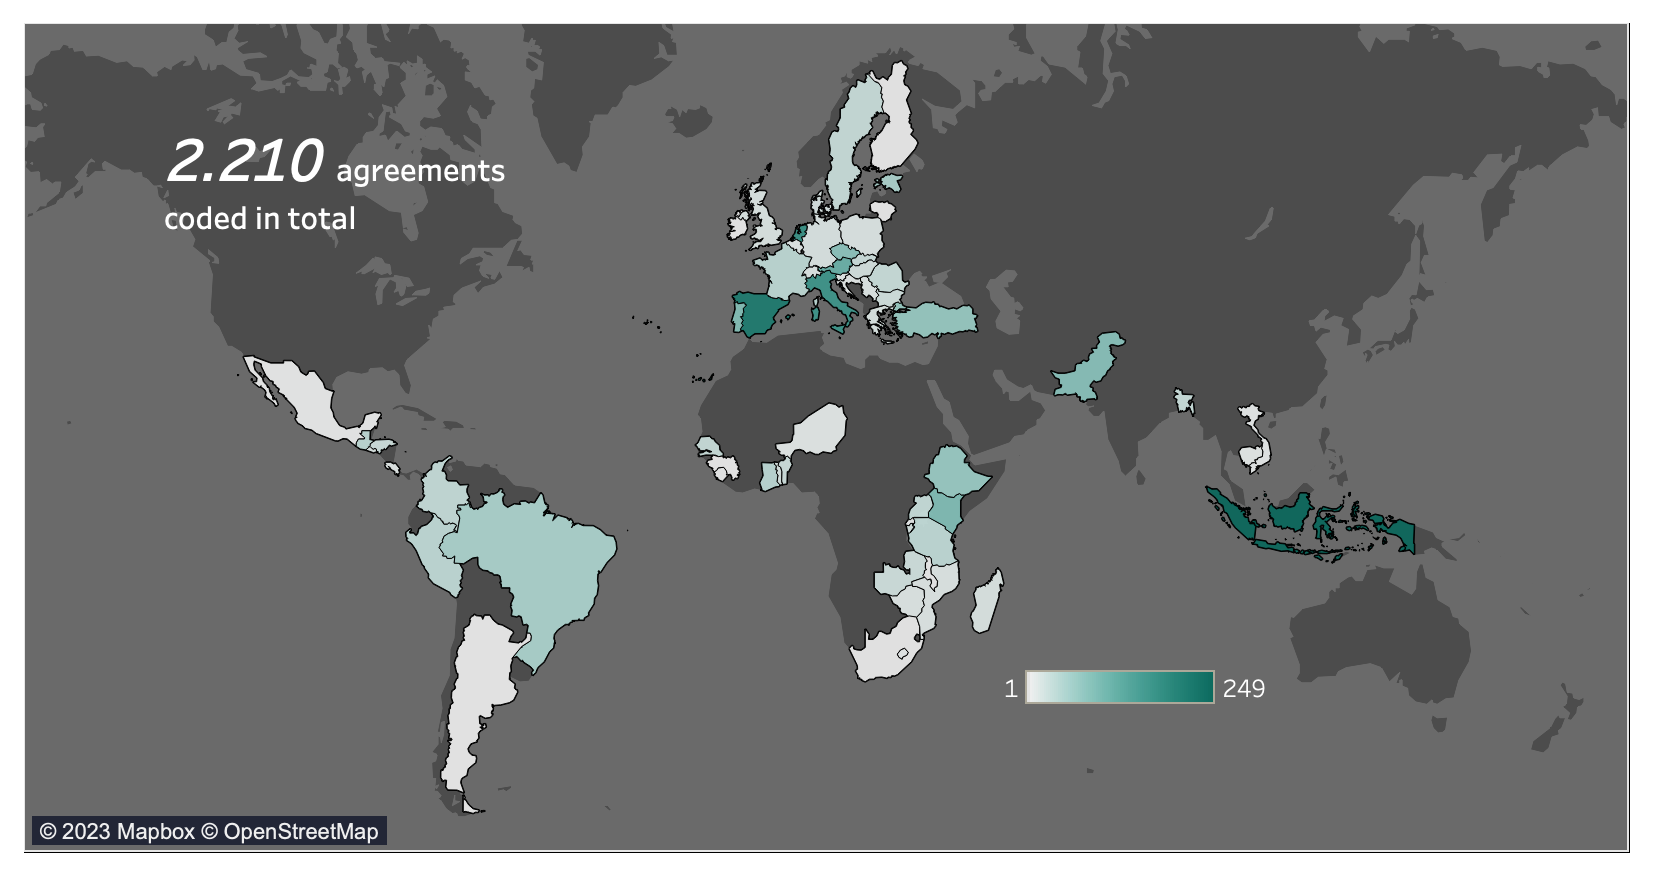 2.210 agreements
coded in total
1 249
© 2023 Mapbox © OpenStreetMap